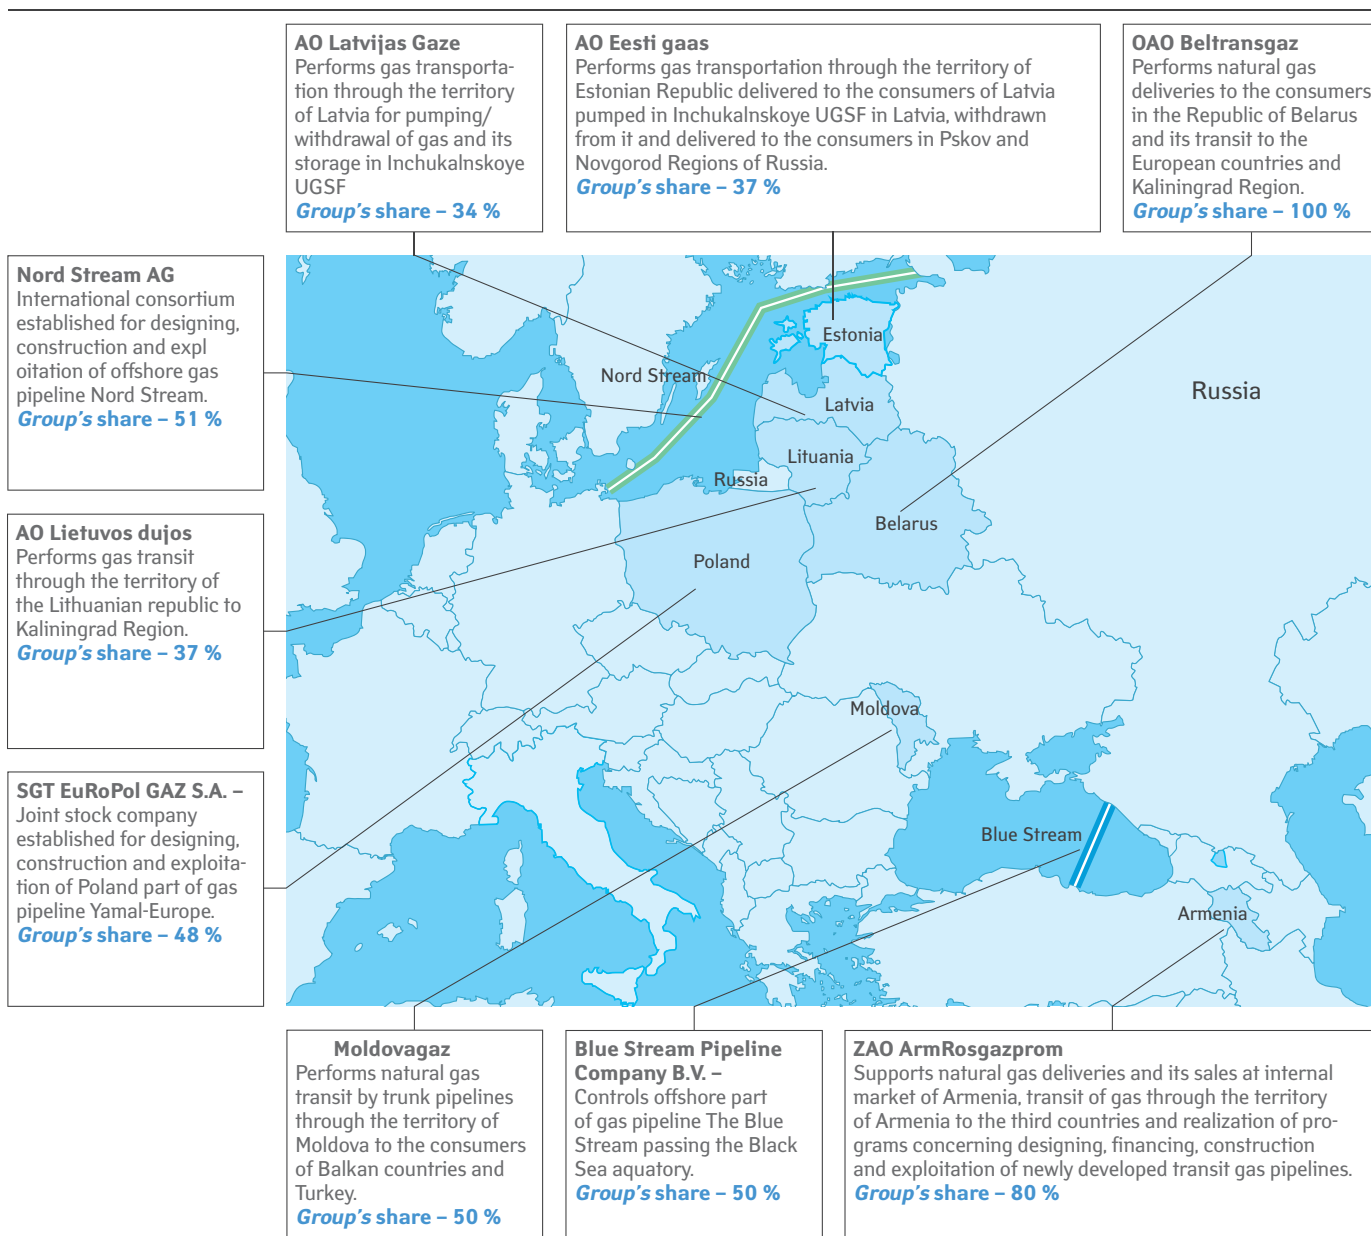 AO Latvijas Gaze
Performs gas transporta-
tion through the territory
of Latvia for pumping/
withdrawal of gas and its
storage in Inchukalnskoye
UGSF
Group's share – 34 %
AO Eesti gaas
Performs gas transportation through the territory of
Estonian Republic delivered to the consumers of Latvia
pumped in Inchukalnskoye UGSF in Latvia, withdrawn
from it and delivered to the consumers in Pskov and
Novgorod Regions of Russia.
Group's share – 37 %
OAO Beltransgaz
Performs natural gas
deliveries to the consumers
in the Republic of Belarus
and its transit to the
European countries and
Kaliningrad Region.
Group's share – 100 %
Nord Stream AG
International consortium
established for designing,
construction and expl
oitation of offshore gas
pipeline Nord Stream.
Group's share – 51 %
AO Lietuvos dujos
Performs gas transit
through the territory of
the Lithuanian republic to
Kaliningrad Region.
Group's share – 37 %
SGT EuRoPol GAZ S.A. –
Joint stock company
established for designing,
construction and exploita-
tion of Poland part of gas
pipeline Yamal-Europe.
Group's share – 48 %
Estonia
Nord Stream
Russia
Latvia
Lituania
Russia
Belarus
Poland
Moldova
Blue Stream
Armenia
Moldovagaz
Performs natural gas
transit by trunk pipelines
through the territory of
Moldova to the consumers
of Balkan countries and
Turkey.
Group's share – 50 %
Blue Stream Pipeline
Company B.V. –
Controls offshore part
of gas pipeline The Blue
Stream passing the Black
Sea aquatory.
Group's share – 50 %
ZAO ArmRosgazprom
Supports natural gas deliveries and its sales at internal
market of Armenia, transit of gas through the territory
of Armenia to the third countries and realization of pro-
grams concerning designing, financing, construction
and exploitation of newly developed transit gas pipelines.
Group's share – 80 %